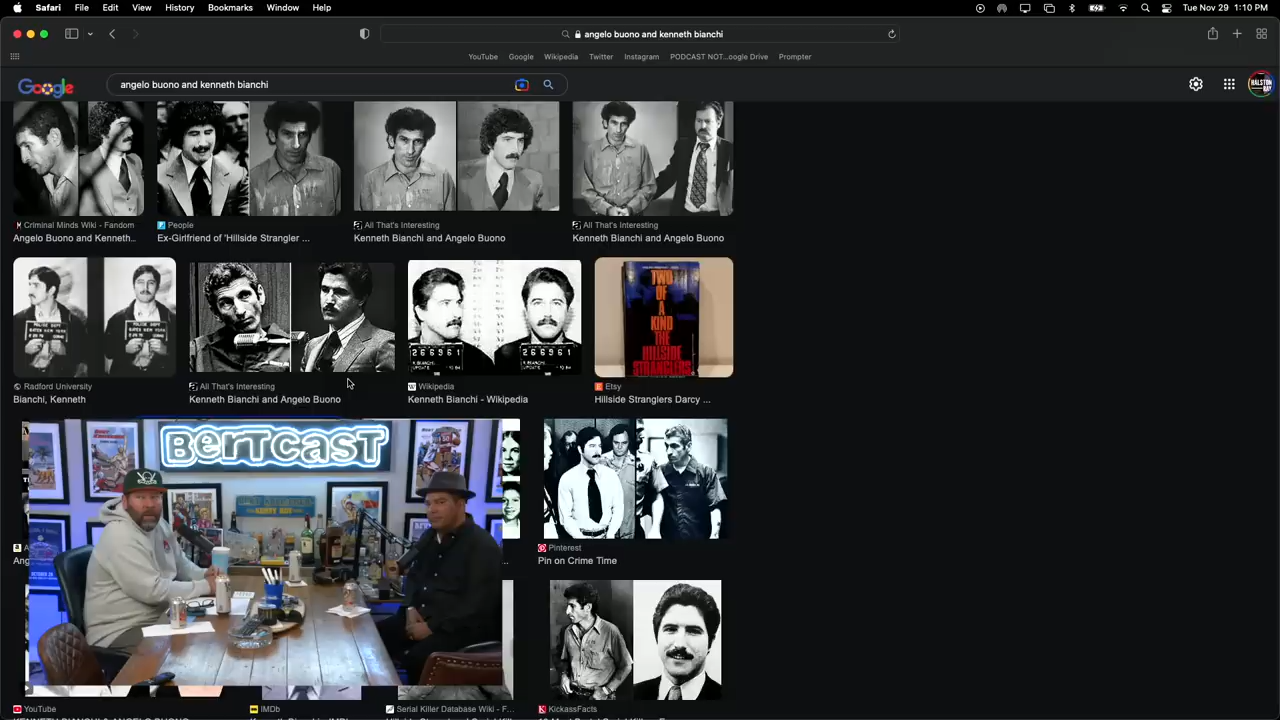 Safari File Edit View History Bookmarks Window Help Tue Nov 29 1:10 PM
angelo buono and kenneth bianchi
YouTube Google Wikipedia Twitter Instagram PODCAST NOT...oogle Drive Prompter
Google angelo buono and kenneth bianchi
HALSTON
Criminal Minds Wiki - Fandom
Angelo Buono and Kenneth...
People
Ex-Girlfriend of 'Hillside Strangler ...
All That's Interesting
Kenneth Bianchi and Angelo Buono
All That's Interesting
Kenneth Bianchi and Angelo Buono
266961
266961
TWO
OF
A
KIND
THE
HILLSIDE
STRANGLERS
Radford University
Bianchi, Kenneth
All That's Interesting
Kenneth Bianchi and Angelo Buono
Wikipedia
Kenneth Bianchi - Wikipedia
Etsy
Hillside Stranglers Darcy ...
BERTCAST
Pinterest
Pin on Crime Time
YouTube
IMDb
Serial Killer Database Wiki - F...
KickassFacts